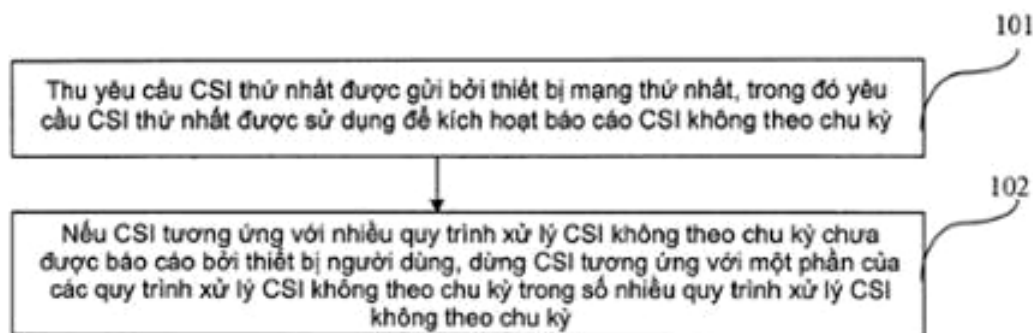 101
Thu yêu cầu CSI thứ nhất được gửi bởi thiết bị mạng thứ nhất, trong đó yêu
cầu CSI thứ nhất được sử dụng để kích hoạt báo cáo CSI không theo chu kỳ
102
Nếu CSI tương ứng với nhiều quy trình xử lý CSI không theo chu kỳ chưa
được báo cáo bởi thiết bị người dùng, dừng CSI tương ứng với một phần của
các quy trình xử lý CSI không theo chu kỳ trong số nhiều quy trình xử lý CSI
không theo chu kỳ